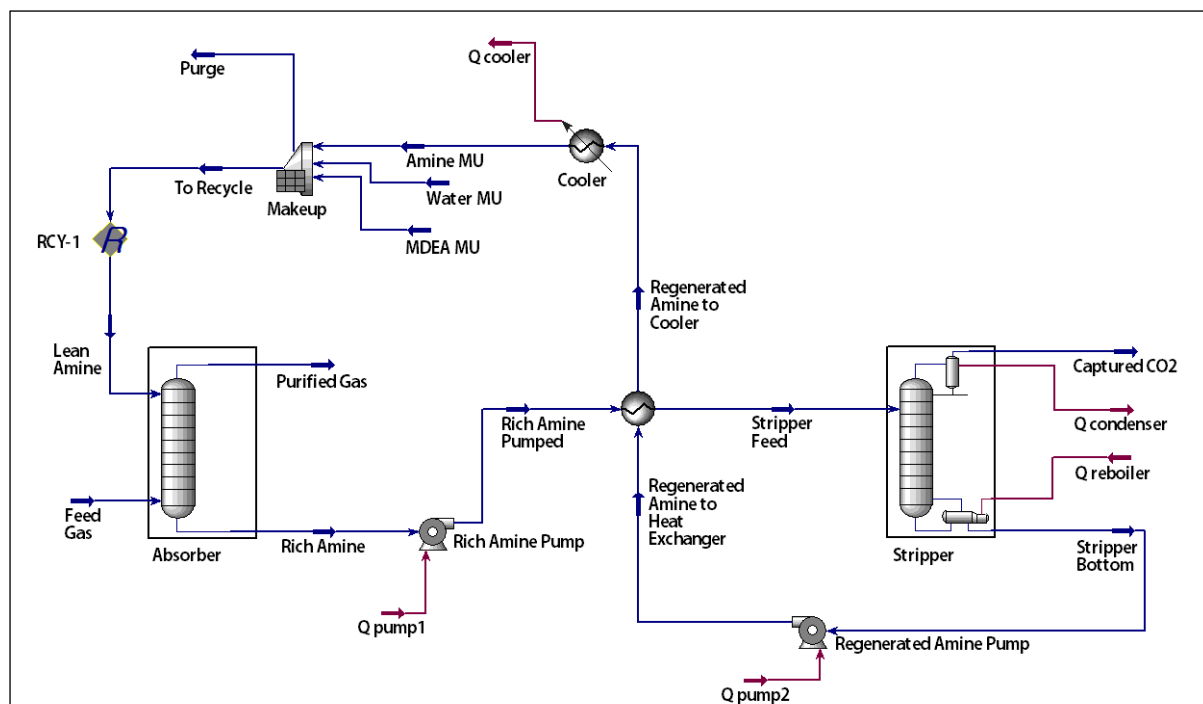 Q cooler
Purge
Amine MU
Cooler
To Recycle
Water MU
Makeup
RCY-1
R
MDEA MU
Regenerated
Amine to
Cooler
Lean
Amine
Purified Gas
Captured CO2
Rich Amine
Pumped
Stripper
Feed
Q condenser
Q reboiler
Regenerated
Amine to
Heat
Exchanger
Feed
Gas
Absorber
Rich Amine
Rich Amine Pump
Stripper
Stripper
Bottom
Q pump1
Regenerated Amine Pump
Q pump2